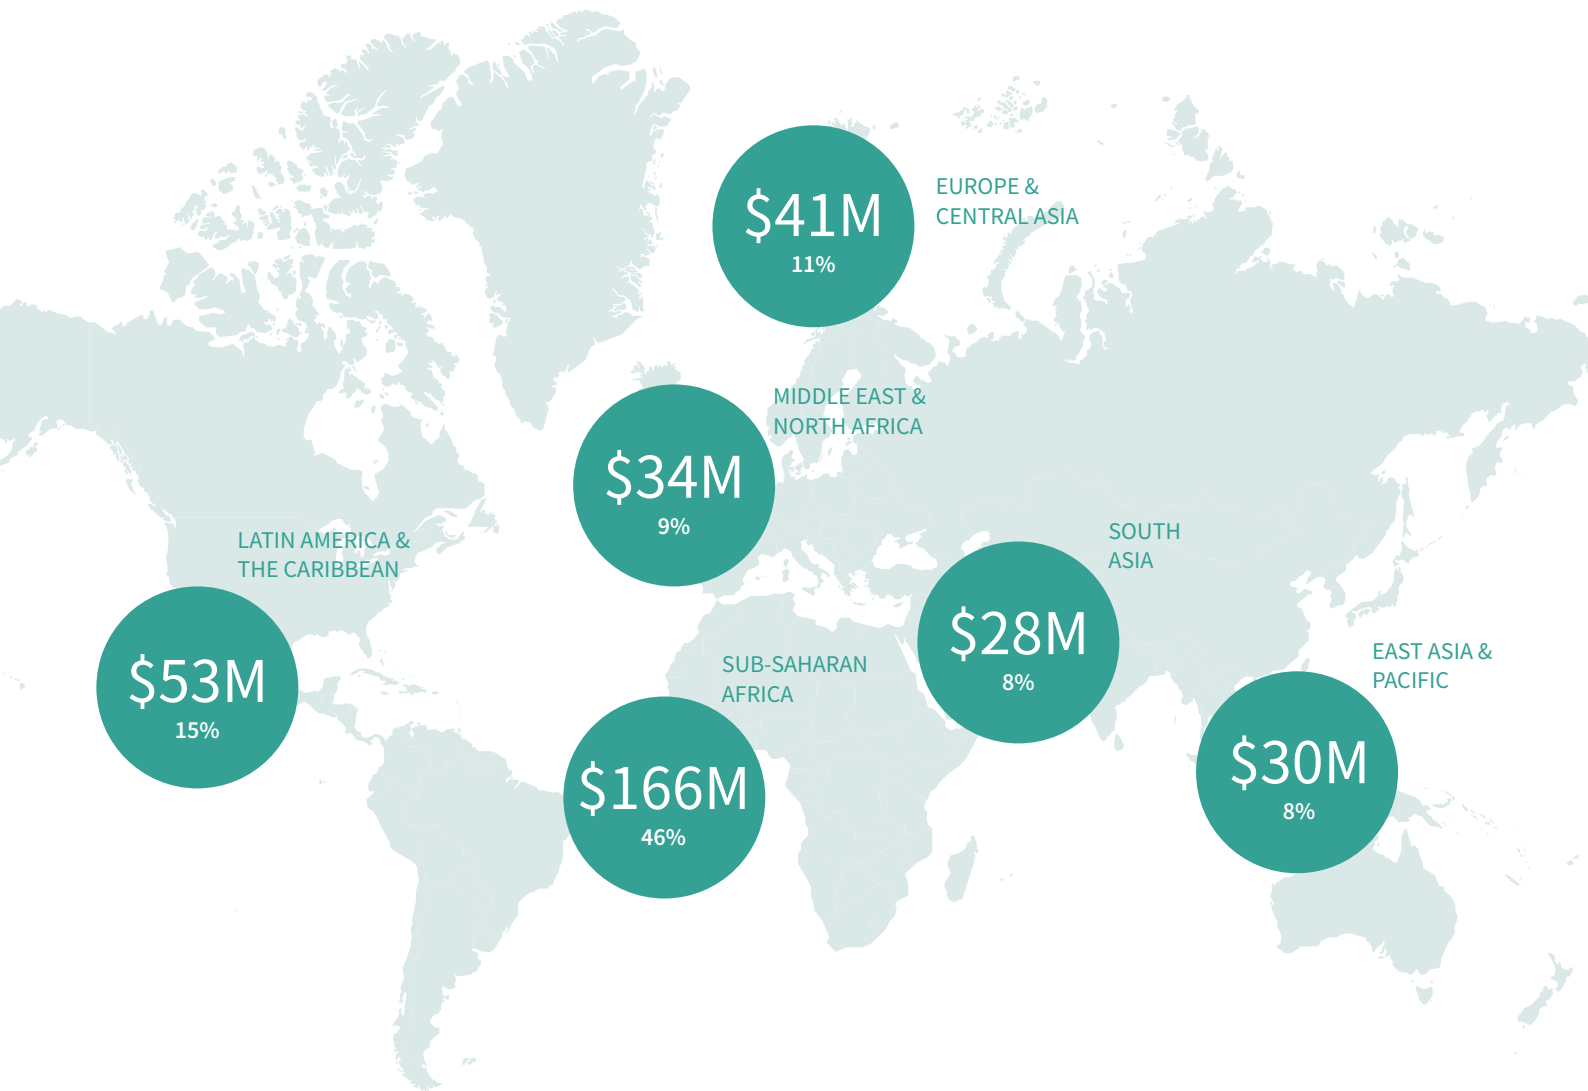 $41M
11%
EUROPE &
CENTRAL ASIA
MIDDLE EAST &
NORTH AFRICA
$34M
9%
LATIN AMERICA &
THE CARIBBEAN
$53M
15%
SOUTH
ASIA
$28M
8%
SUB-SAHARAN
AFRICA
$166M
46%
EAST ASIA &
PACIFIC
$30M
8%